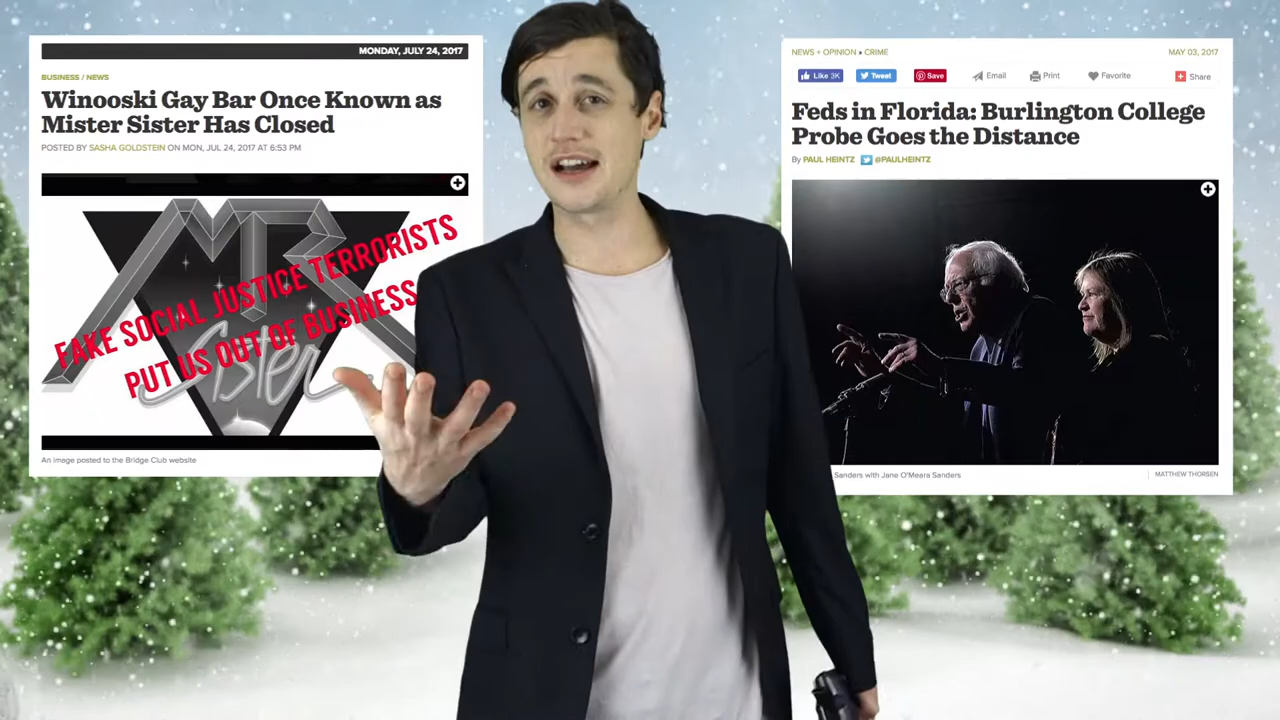 MONDAY, JULY 24, 2017
BUSINESS / NEWS
Winooski Gay Bar Once Known as
Mister Sister Has Closed
POSTED BY SASHA GOLDSTEIN ON MON, JUL 24, 2017 AT 6:53 PM
MR
Sister
FAKE SOCIAL JUSTICE TERRORISTS
PUT US OUT OF BUSINESS
An image posted to the Bridge Club website
NEWS + OPINION » CRIME
MAY 03, 2017
Like 3K
Tweet
Save
Email
Print
Favorite
Share
Feds in Florida: Burlington College
Probe Goes the Distance
By PAUL HEINTZ @PAULHEINTZ
Sanders with Jane O'Meara Sanders
MATTHEW THORSEN